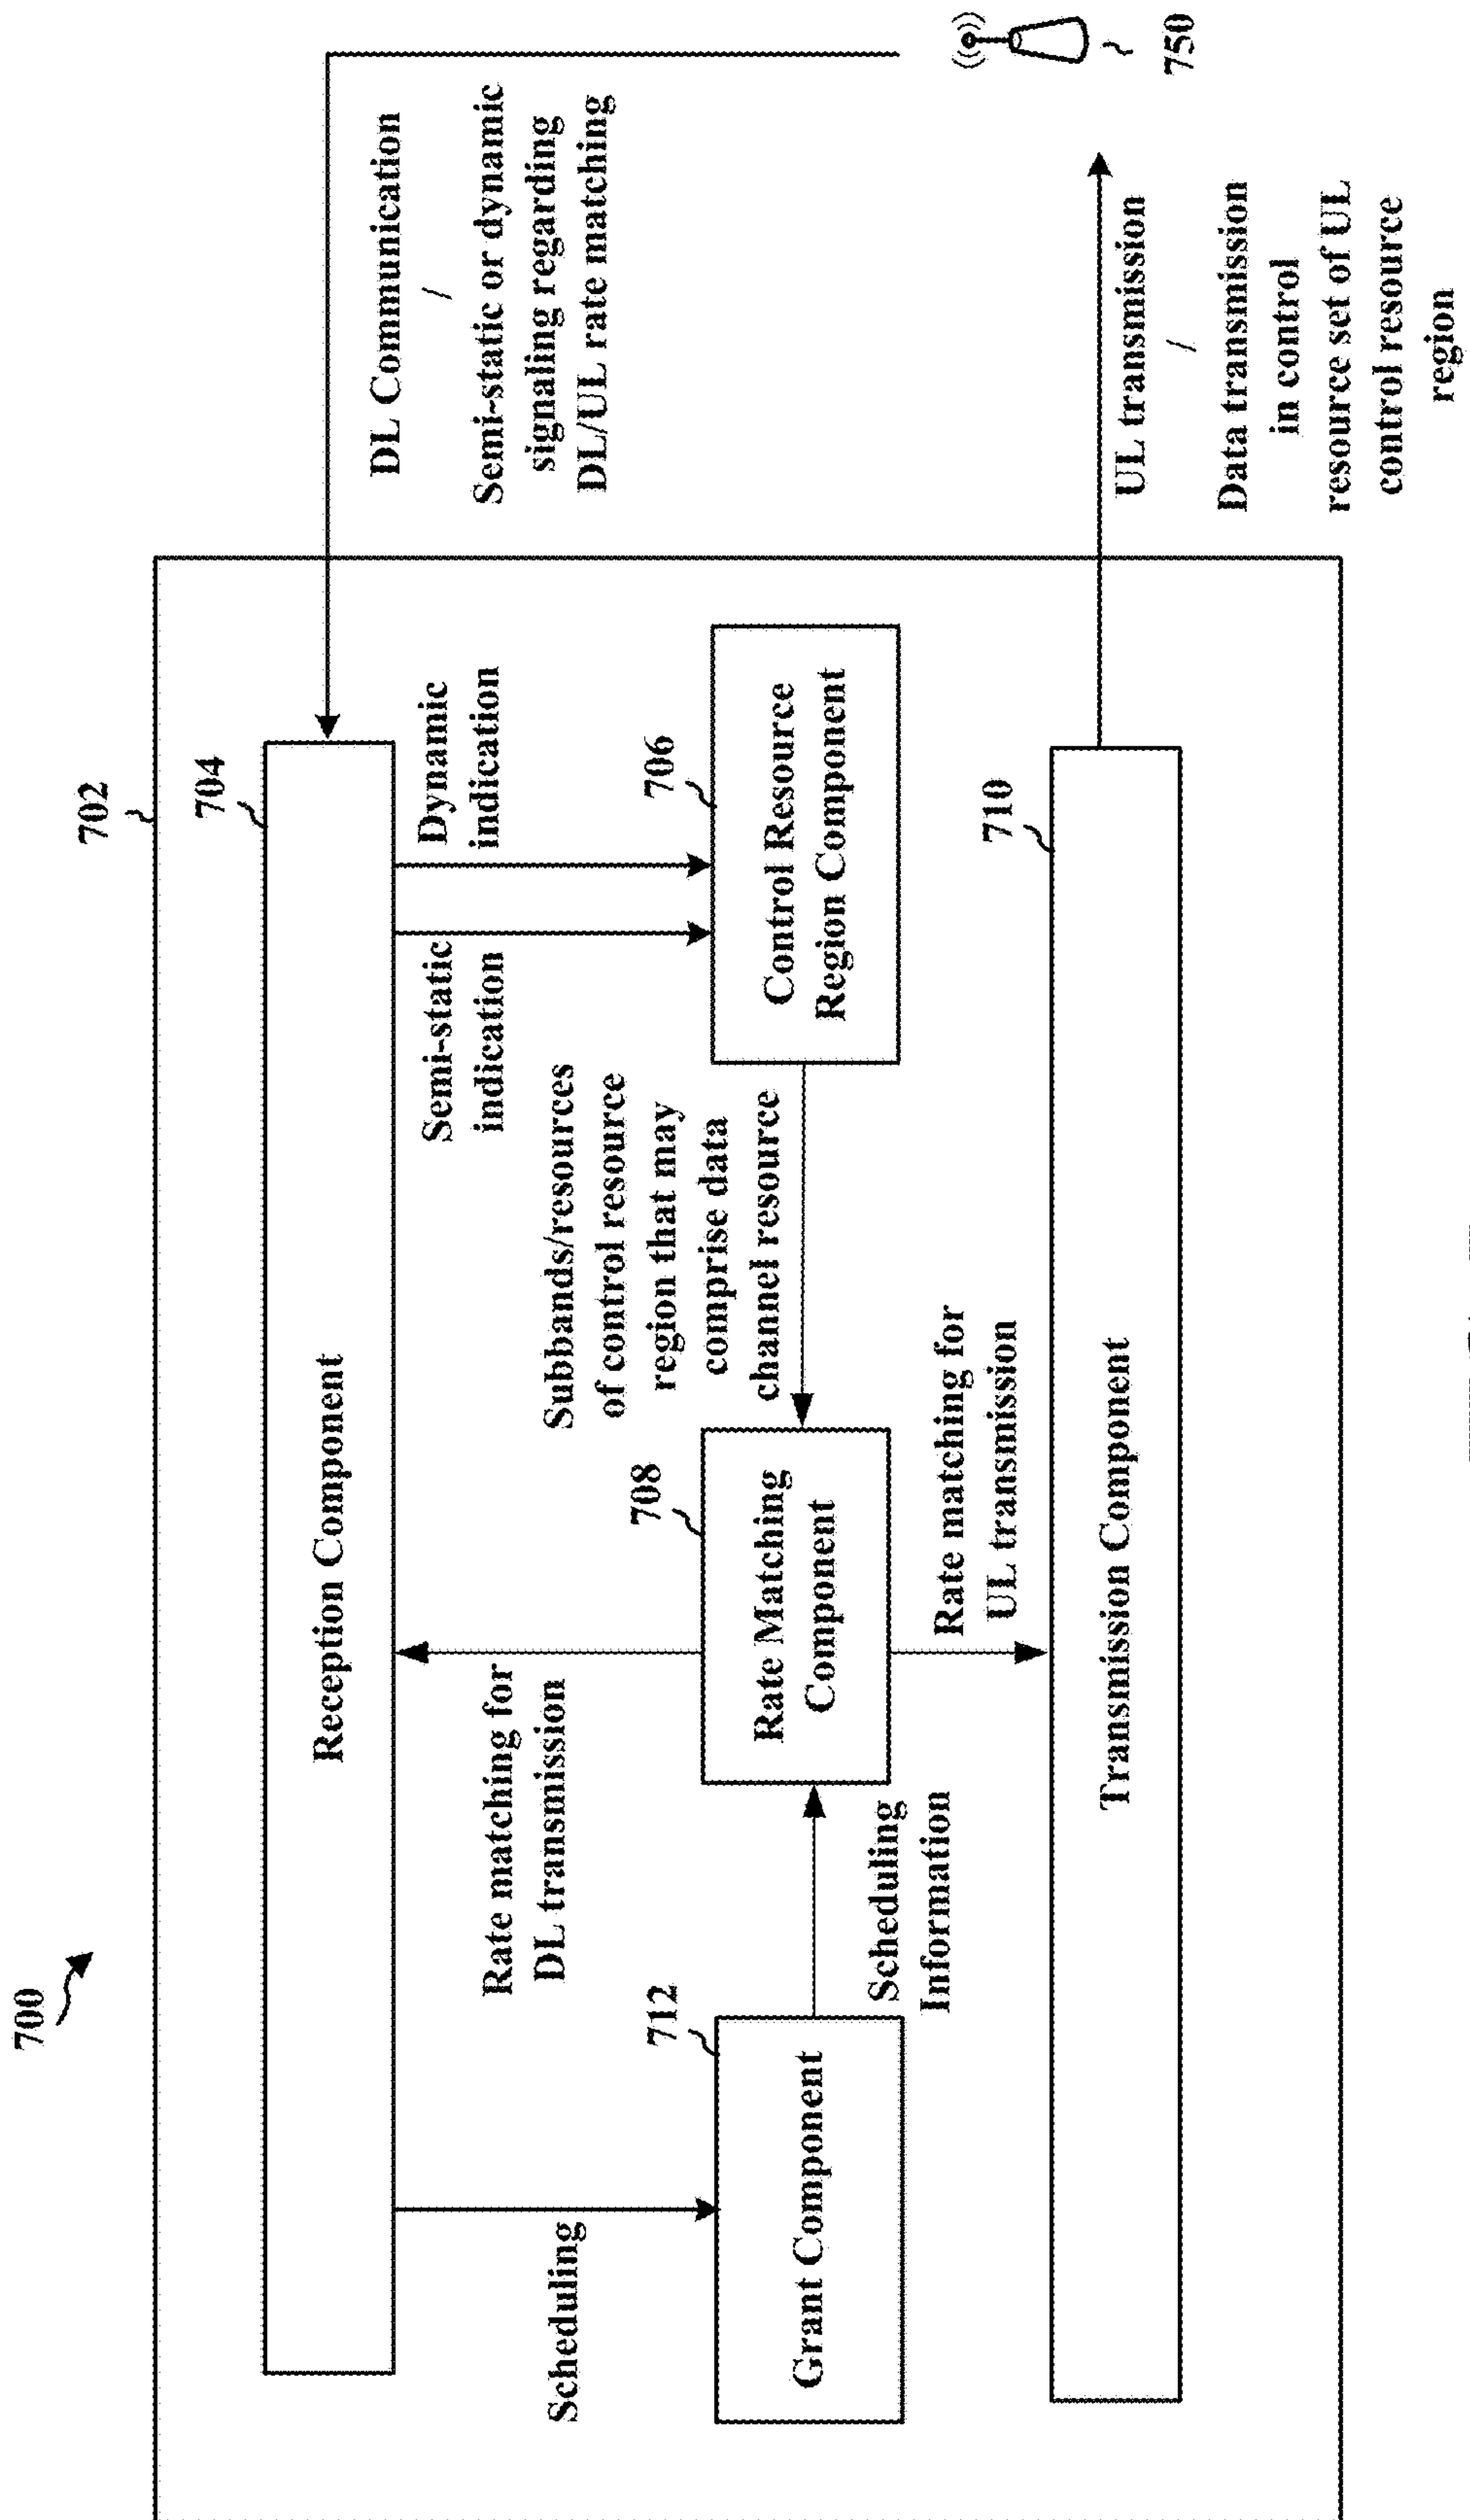 700
702
704
Reception Component
DL Communication
/
Semi-static or dynamic
signaling regarding
DL/UL rate matching
750
Scheduling
Rate matching for
DL transmission
Semi-static
indication
Dynamic
indication
Subbands/resources
of control resource
region that may
comprise data
channel resource
712
Grant Component
Scheduling
Information
708
Rate Matching
Component
706
Control Resource
Region Component
Rate matching for
UL transmission
710
Transmission Component
UL transmission
/
Data transmission
in control
resource set of UL
control resource
region